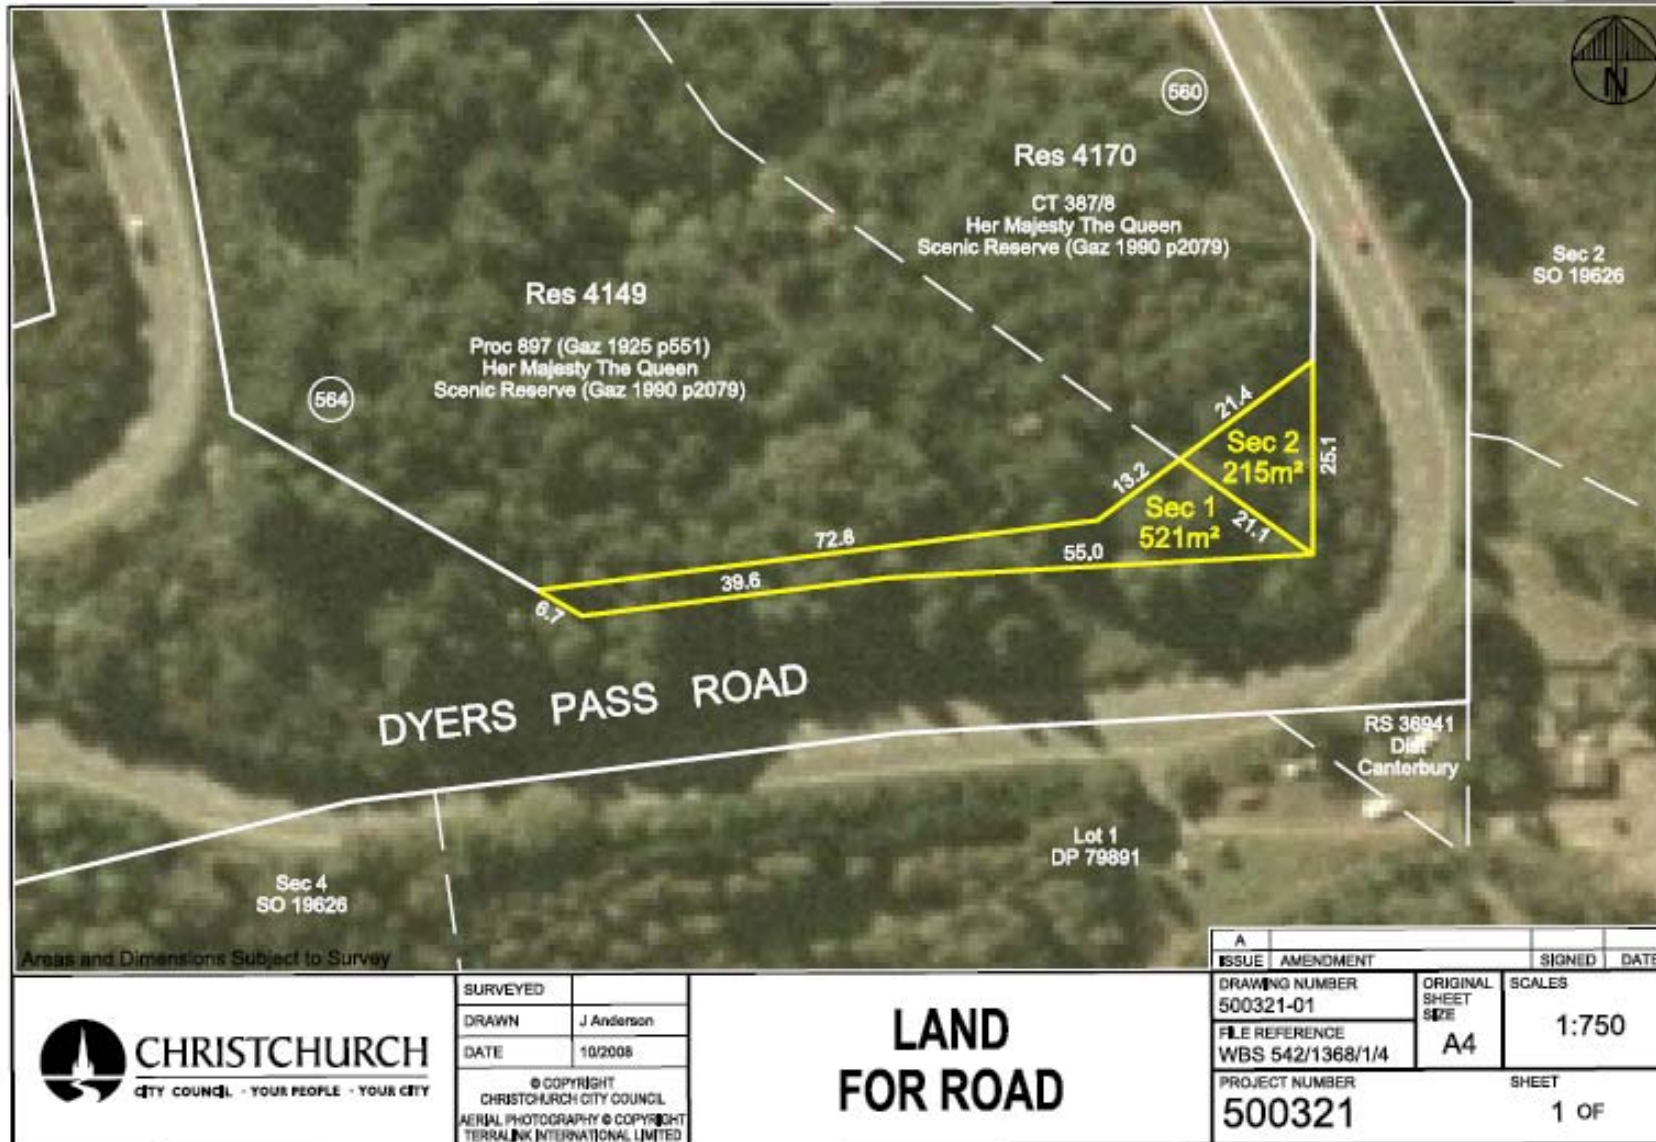 N
560
Res 4170
CT 387/8
Her Majesty The Queen
Scenic Reserve (Gaz 1990 p2079)
Sec 2
SO 19626
Res 4149
Proc 897 (Gaz 1925 p551)
Her Majesty The Queen
Scenic Reserve (Gaz 1990 p2079)
564
21.4
Sec 2
215m²
25.1
13.2
Sec 1
521m²
21.1
72.8
55.0
39.6
6.7
DYERS PASS ROAD
RS 36941
Dist
Canterbury
Lot 1
DP 79891
Sec 4
SO 19626
Areas and Dimensions Subject to Survey
A
ISSUE AMENDMENT SIGNED DATE
CHRISTCHURCH
CITY COUNCIL · YOUR PEOPLE · YOUR CITY
SURVEYED
DRAWN J Anderson
DATE 10/2008
© COPYRIGHT
CHRISTCHURCH CITY COUNCIL
AERIAL PHOTOGRAPHY © COPYRIGHT
TERRALINK INTERNATIONAL LIMITED
LAND
FOR ROAD
DRAWING NUMBER
500321-01
FILE REFERENCE
WBS 542/1368/1/4
ORIGINAL
SHEET
SIZE
A4
SCALES
1:750
PROJECT NUMBER
500321
SHEET
1 OF